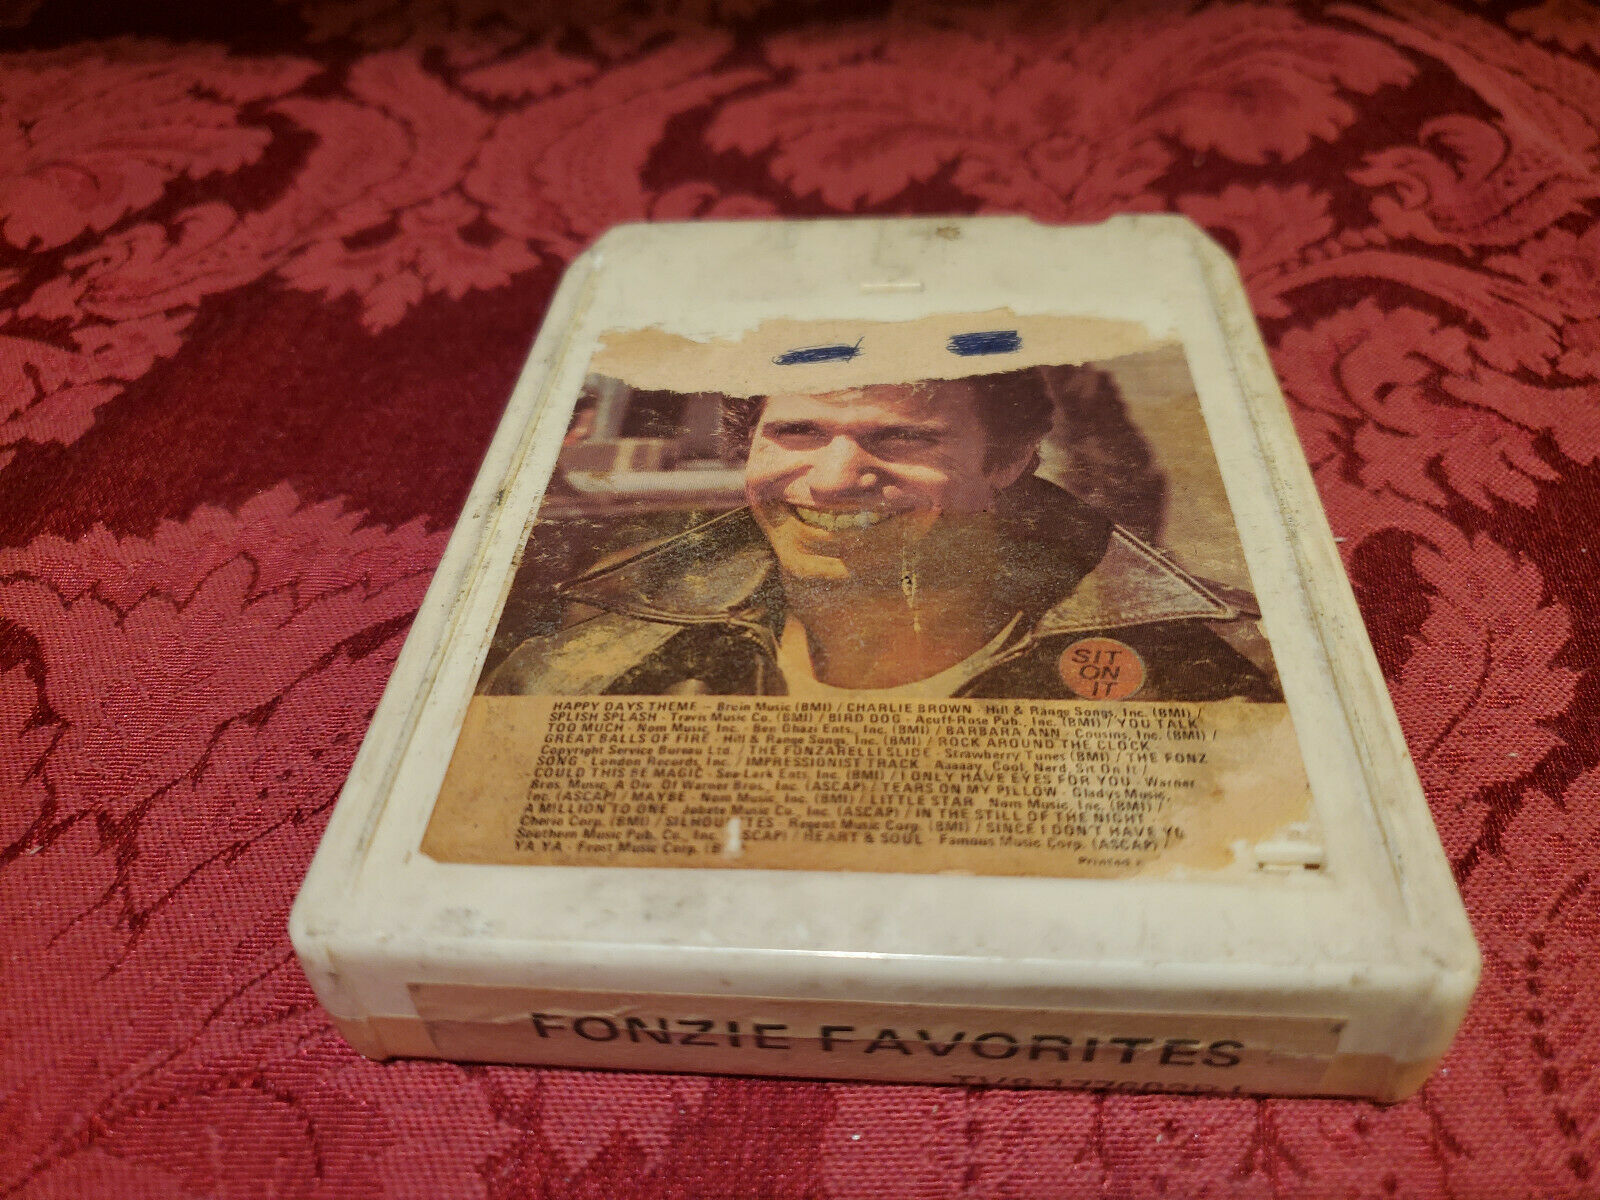 SIT
ON
IT
HAPPY DAYS THEME - Bruin Music (BMI) / CHARLIE BROWN - Hill & Range Songs, Inc. (BMI) /
SPLISH SPLASH - Travis Music Co. (BMI) / BIRD DOG - Acuff-Rose Pub., Inc. (BMI) / YOU TALK
TOO MUCH - Nom Music, Inc. - Ben Ghazi Ents, Inc. (BMI) / BARBARA ANN - Cousins, Inc. (BMI) /
GREAT BALLS OF FIRE - Hill & Range Songs, Inc. (BMI) / ROCK AROUND THE CLOCK -
Copyright Service Bureau Ltd. / THE FONZARELLI SLIDE - Strawberry Tunes (BMI) / THE FONZ
SONG - London Records, Inc. / IMPRESSIONIST TRACK - Aaaaay, Cool, Nerd, Sit On It /
COULD THIS BE MAGIC - Sea-Lark Ents, Inc. (BMI) / I ONLY HAVE EYES FOR YOU - Warner
Bros. Music, A Div. Of Warner Bros, Inc. (ASCAP) / TEARS ON MY PILLOW - Gladys Music,
Inc. (ASCAP) / MAYBE - Nom Music, Inc. (BMI) / LITTLE STAR - Nom Music, Inc. (BMI) /
A MILLION TO ONE - Jobete Music Co., Inc. (ASCAP) / IN THE STILL OF THE NIGHT -
Cherio Corp. (BMI) / SILHOU TES - Regent Music Corp. (BMI) / SINCE I DON'T HAVE YO
Southern Music Pub. Co., Inc. ASCAP) / HEART & SOUL - Famous Music Corp. (ASCAP) /
YA YA - Frost Music Corp. (B
Printed
FONZIE FAVORITES